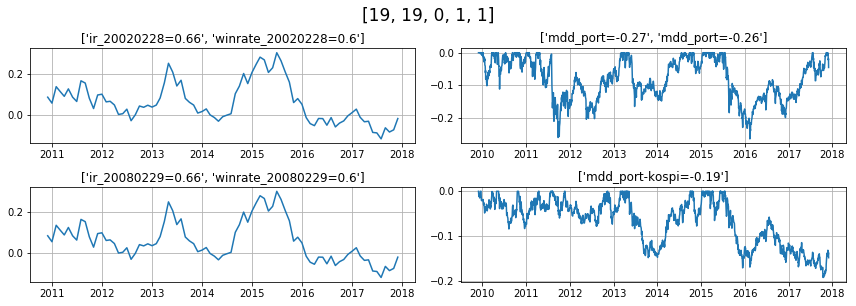 [19, 19, 0, 1, 1]
['ir_20020228=0.66', 'winrate_20020228=0.6']
0.2
0.0
2011 2012 2013 2014 2015 2016 2017 2018
['mdd_port=-0.27', 'mdd_port=-0.26']
0.0
−0.1
−0.2
2010 2011 2012 2013 2014 2015 2016 2017 2018
['ir_20080229=0.66', 'winrate_20080229=0.6']
0.2
0.0
2011 2012 2013 2014 2015 2016 2017 2018
['mdd_port-kospi=-0.19']
0.0
−0.1
−0.2
2010 2011 2012 2013 2014 2015 2016 2017 2018